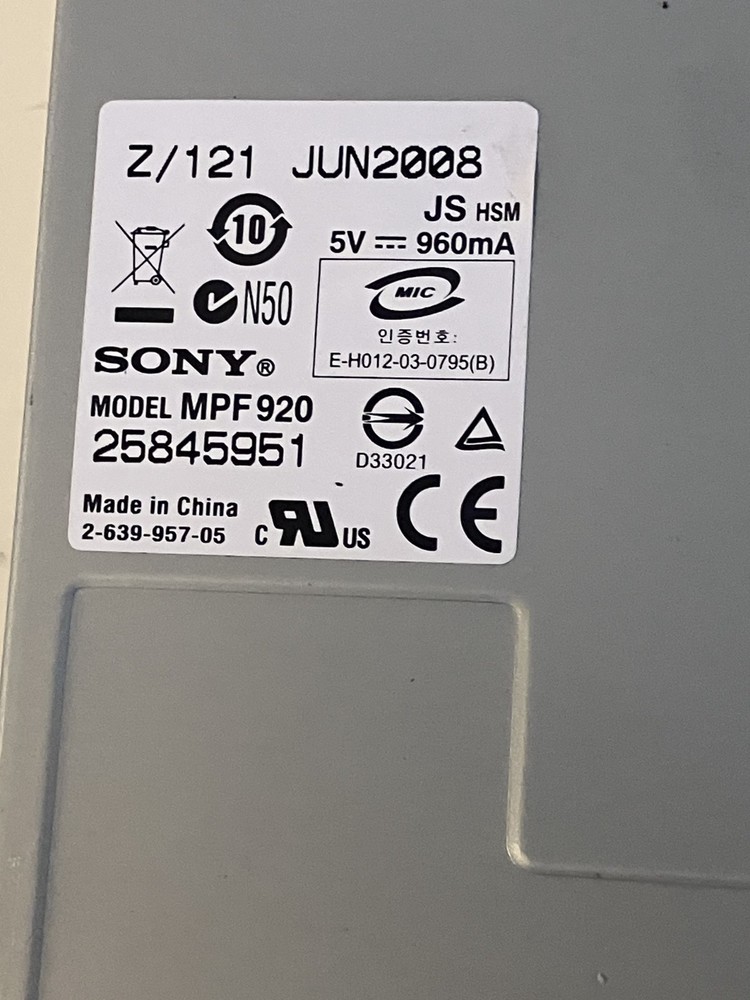 Z/121 JUN2008
JS HSM
5V ⎓ 960mA
10
N50
MIC
인증번호:
E-H012-03-0795(B)
SONY®
MODEL MPF920
25845951
D33021
Made in China
2-639-957-05
C RU US
CE